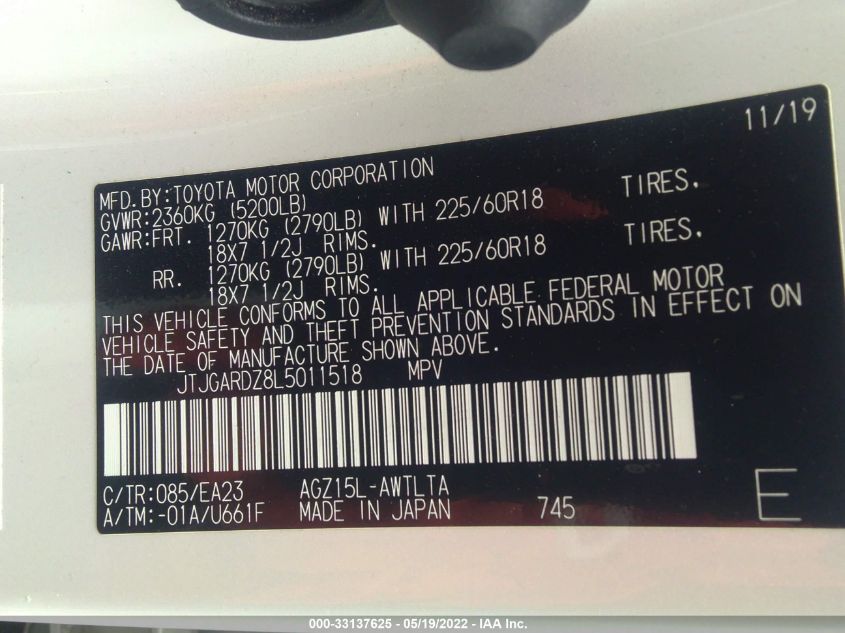 11/19
MFD.BY:TOYOTA MOTOR CORPORATION
GVWR:2360KG (5200LB)
GAWR:FRT. 1270KG (2790LB) WITH 225/60R18 TIRES.
18X7 1/2J RIMS.
RR. 1270KG (2790LB) WITH 225/60R18 TIRES.
18X7 1/2J RIMS.
THIS VEHICLE CONFORMS TO ALL APPLICABLE FEDERAL MOTOR
VEHICLE SAFETY AND THEFT PREVENTION STANDARDS IN EFFECT ON
THE DATE OF MANUFACTURE SHOWN ABOVE.
JTJGARDZ8L5011518 MPV
C/TR:085/EA23 AGZ15L-AWTLTA
A/TM:-01A/U661F MADE IN JAPAN 745 E
000-33137625 - 05/19/2022 - IAA Inc.